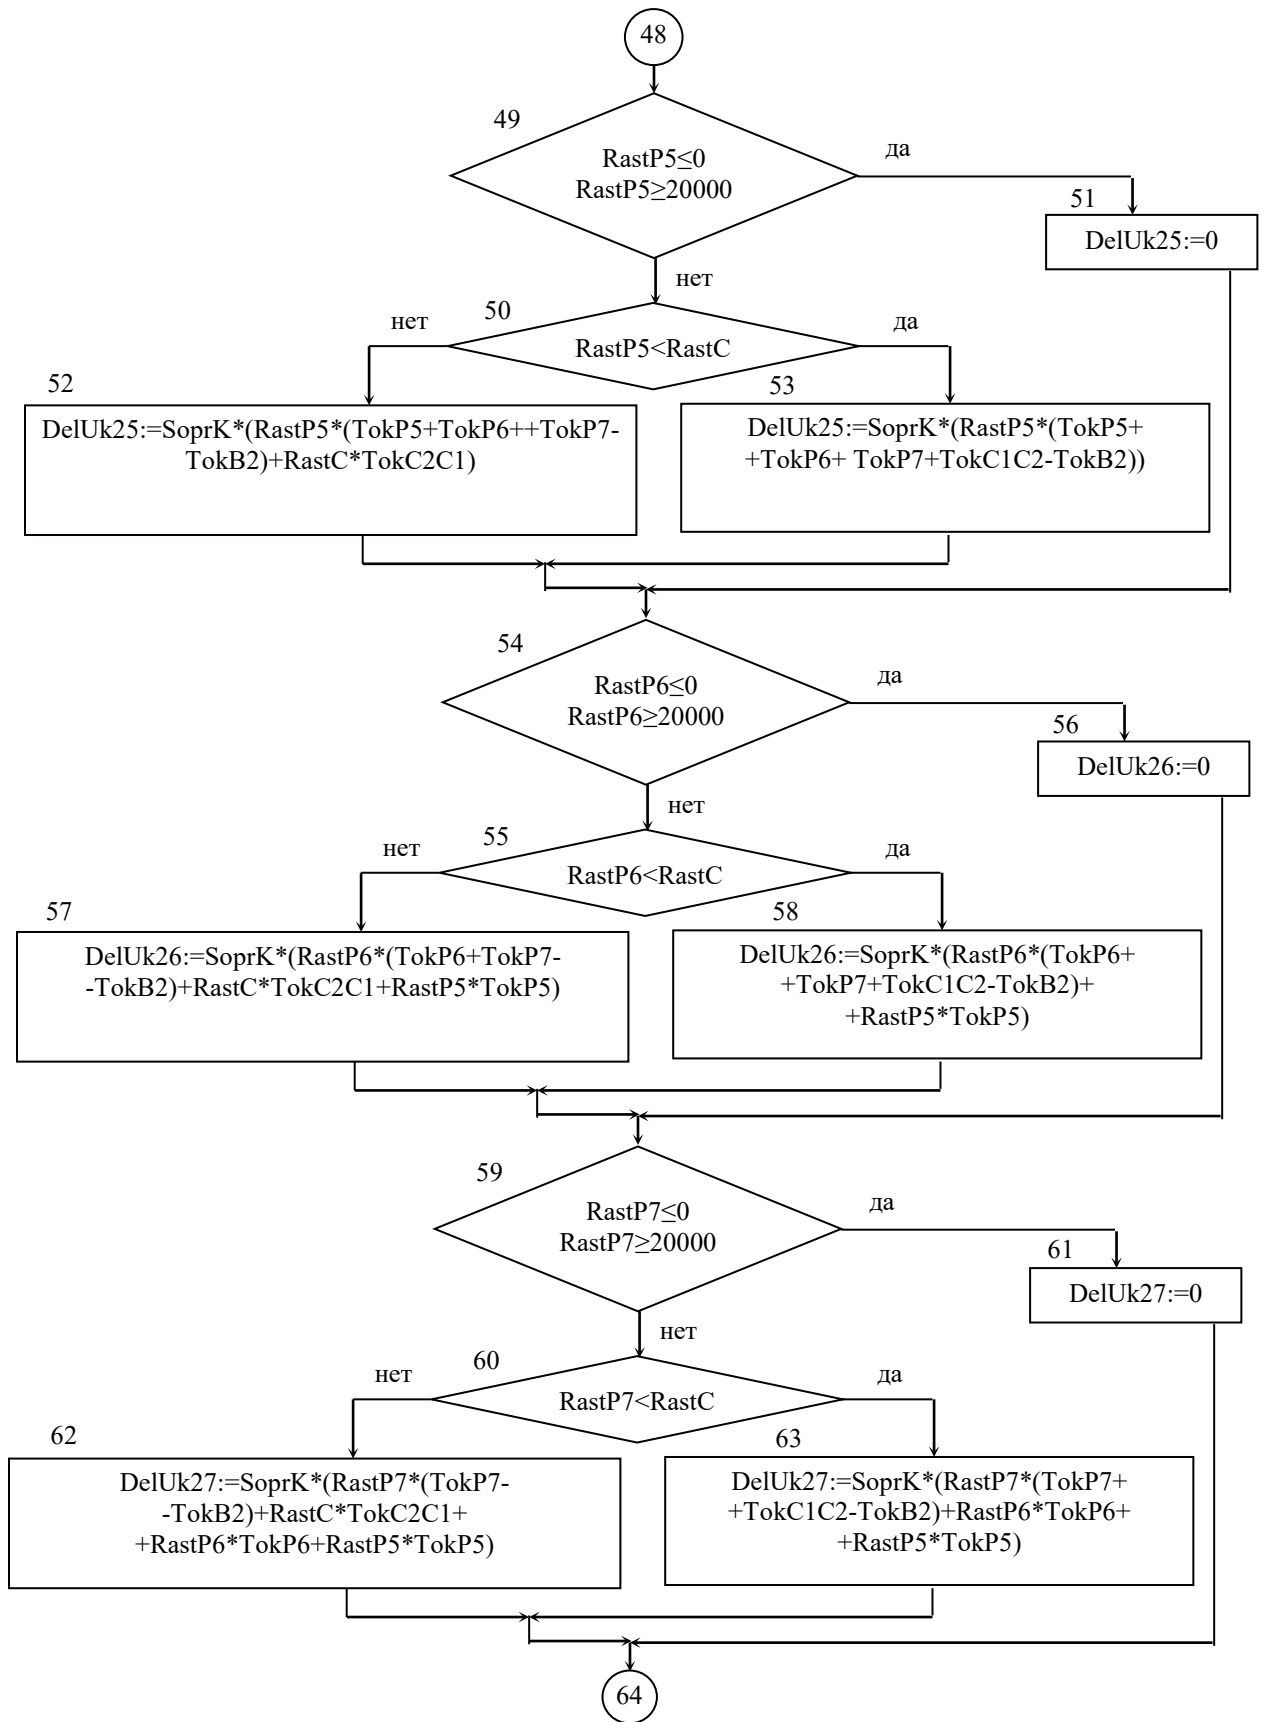 48
49
RastP5≤0
RastP5≥20000
да
51
DelUk25:=0
нет
50
нет
RastP5<RastC
да
52
DelUk25:=SoprK*(RastP5*(TokP5+TokP6++TokP7-
TokB2)+RastC*TokC2C1)
53
DelUk25:=SoprK*(RastP5*(TokP5+
+TokP6+ TokP7+TokC1C2-TokB2))
54
RastP6≤0
RastP6≥20000
да
56
DelUk26:=0
нет
55
нет
RastP6<RastC
да
57
DelUk26:=SoprK*(RastP6*(TokP6+TokP7-
-TokB2)+RastC*TokC2C1+RastP5*TokP5)
58
DelUk26:=SoprK*(RastP6*(TokP6+
+TokP7+TokC1C2-TokB2)+
+RastP5*TokP5)
59
RastP7≤0
RastP7≥20000
да
61
DelUk27:=0
нет
60
нет
RastP7<RastC
да
62
DelUk27:=SoprK*(RastP7*(TokP7-
-TokB2)+RastC*TokC2C1+
+RastP6*TokP6+RastP5*TokP5)
63
DelUk27:=SoprK*(RastP7*(TokP7+
+TokC1C2-TokB2)+RastP6*TokP6+
+RastP5*TokP5)
64